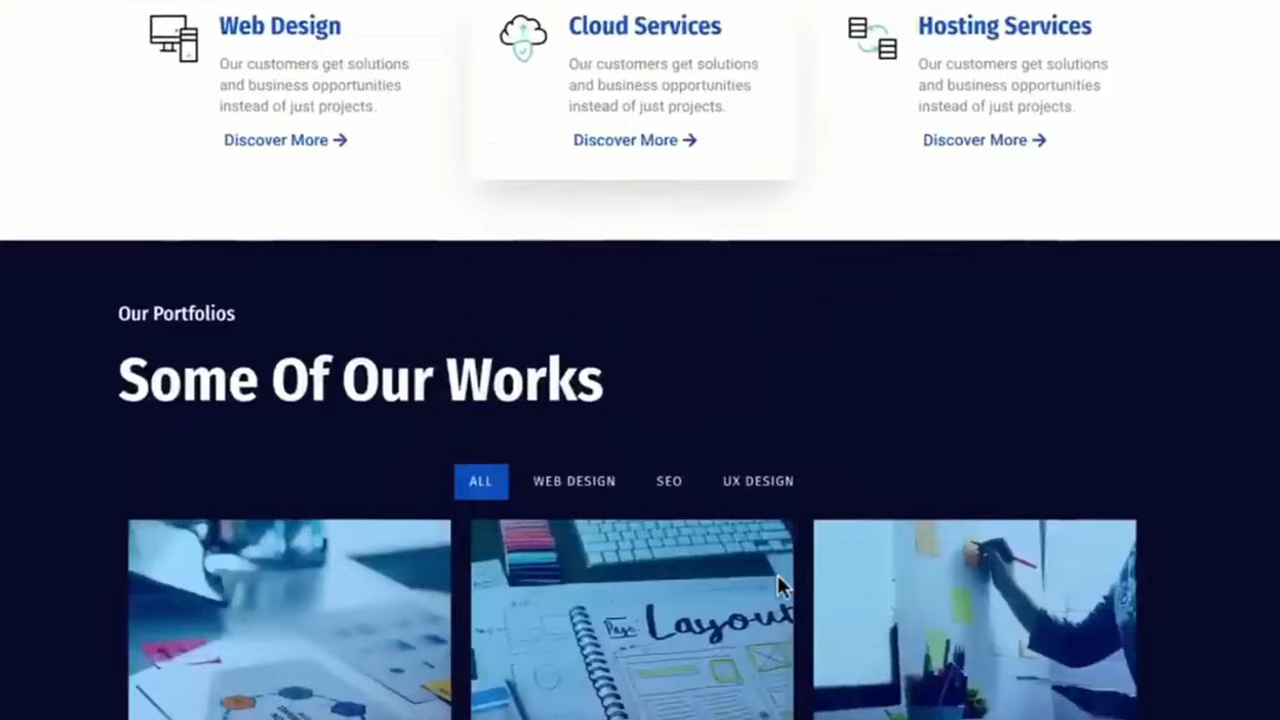 Web Design
Our customers get solutions
and business opportunities
instead of just projects.
Discover More
Cloud Services
Our customers get solutions
and business opportunities
instead of just projects.
Discover More
Hosting Services
Our customers get solutions
and business opportunities
instead of just projects.
Discover More
Our Portfolios
Some Of Our Works
ALL
WEB DESIGN
SEO
UX DESIGN
Page:
Layout